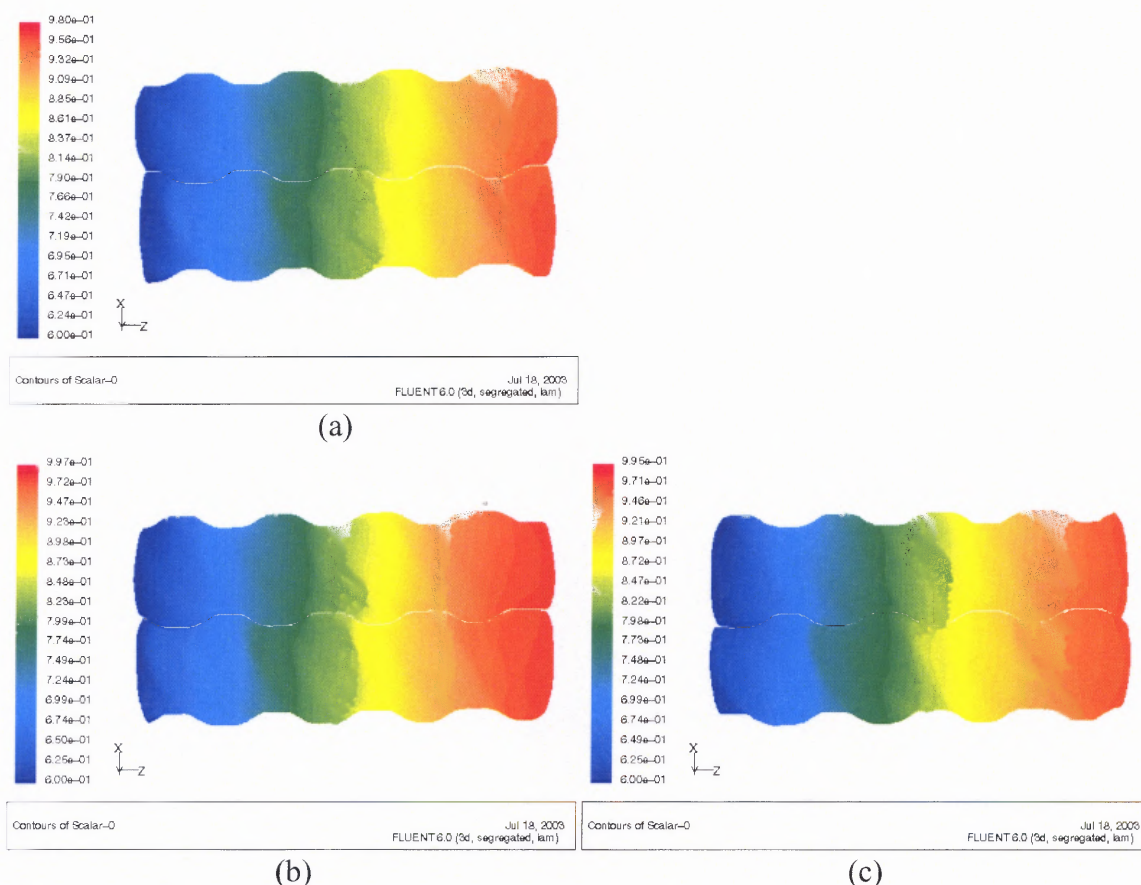 9.80e-01
9.56e-01
9.32e-01
9.09e-01
8.85e-01
8.61e-01
8.37e-01
8.14e-01
7.90e-01
7.66e-01
7.42e-01
7.19e-01
6.95e-01
6.71e-01
6.47e-01
6.24e-01
6.00e-01
X
Z
Contours of Scalar-0
Jul 18, 2003
FLUENT 6.0 (3d, segregated, lam)
(a)
9.97e-01
9.72e-01
9.47e-01
9.23e-01
8.98e-01
8.73e-01
8.48e-01
8.23e-01
7.99e-01
7.74e-01
7.49e-01
7.24e-01
6.99e-01
6.74e-01
6.50e-01
6.25e-01
6.00e-01
X
Z
Contours of Scalar-0
Jul 18, 2003
FLUENT 6.0 (3d, segregated, lam)
(b)
9.95e-01
9.71e-01
9.46e-01
9.21e-01
8.97e-01
8.72e-01
8.47e-01
8.22e-01
7.98e-01
7.73e-01
7.48e-01
7.24e-01
6.99e-01
6.74e-01
6.49e-01
6.25e-01
6.00e-01
X
Z
Contours of Scalar-0
Jul 18, 2003
FLUENT 6.0 (3d, segregated, lam)
(c)